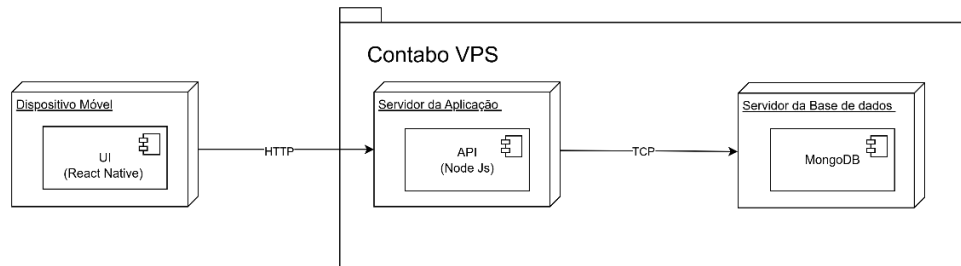 Contabo VPS
Dispositivo Móvel
UI
(React Native)
HTTP
Servidor da Aplicação
API
(Node Js)
TCP
Servidor da Base de dados
MongoDB